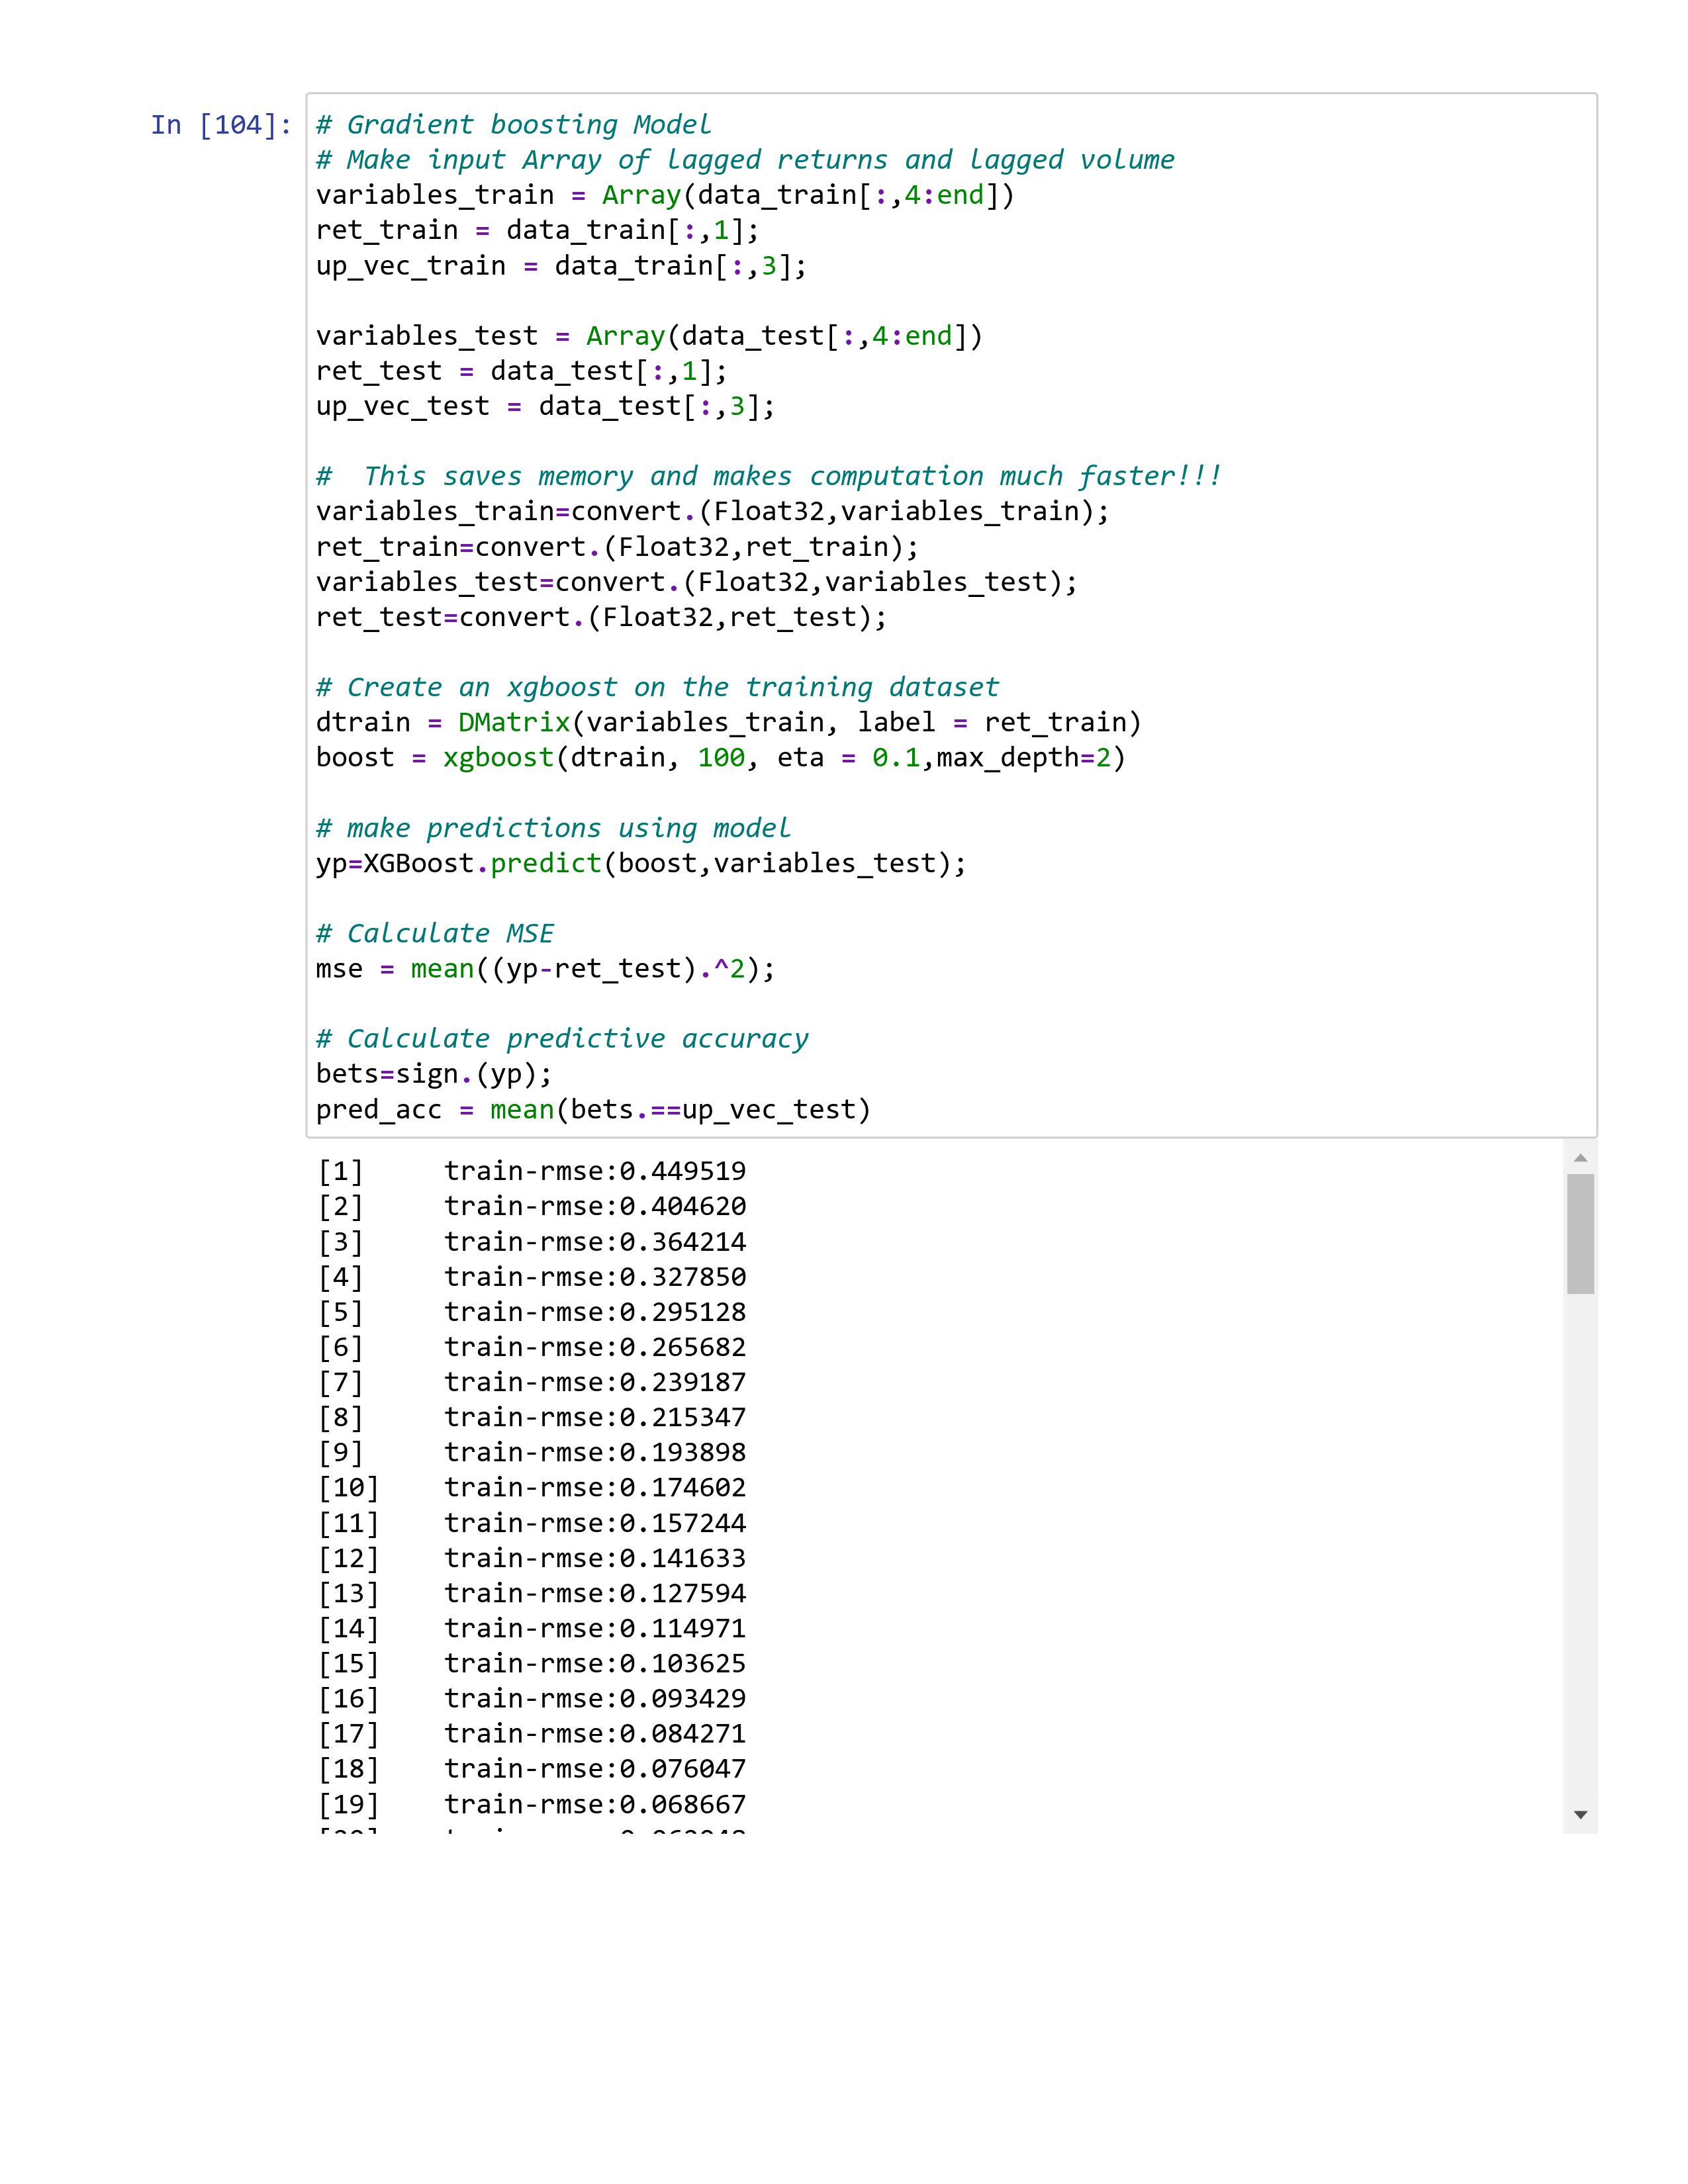 In [104]:
# Gradient boosting Model
# Make input Array of lagged returns and lagged volume
variables_train = Array(data_train[:,4:end])
ret_train = data_train[:,1];
up_vec_train = data_train[:,3];
variables_test = Array(data_test[:,4:end])
ret_test = data_test[:,1];
up_vec_test = data_test[:,3];
#  This saves memory and makes computation much faster!!!
variables_train=convert.(Float32,variables_train);
ret_train=convert.(Float32,ret_train);
variables_test=convert.(Float32,variables_test);
ret_test=convert.(Float32,ret_test);
# Create an xgboost on the training dataset
dtrain = DMatrix(variables_train, label = ret_train)
boost = xgboost(dtrain, 100, eta = 0.1,max_depth=2)
# make predictions using model
yp=XGBoost.predict(boost,variables_test);
# Calculate MSE
mse = mean((yp-ret_test).^2);
# Calculate predictive accuracy
bets=sign.(yp);
pred_acc = mean(bets.==up_vec_test)
[1]     train-rmse:0.449519
[2]     train-rmse:0.404620
[3]     train-rmse:0.364214
[4]     train-rmse:0.327850
[5]     train-rmse:0.295128
[6]     train-rmse:0.265682
[7]     train-rmse:0.239187
[8]     train-rmse:0.215347
[9]     train-rmse:0.193898
[10]    train-rmse:0.174602
[11]    train-rmse:0.157244
[12]    train-rmse:0.141633
[13]    train-rmse:0.127594
[14]    train-rmse:0.114971
[15]    train-rmse:0.103625
[16]    train-rmse:0.093429
[17]    train-rmse:0.084271
[18]    train-rmse:0.076047
[19]    train-rmse:0.068667